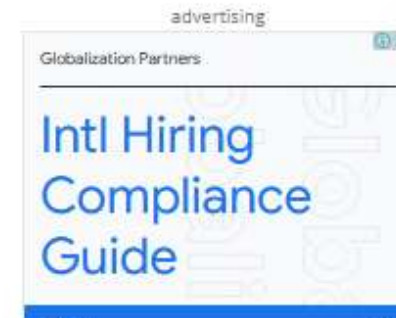 advertising
Globalization Partners
Intl Hiring
Compliance
Guide